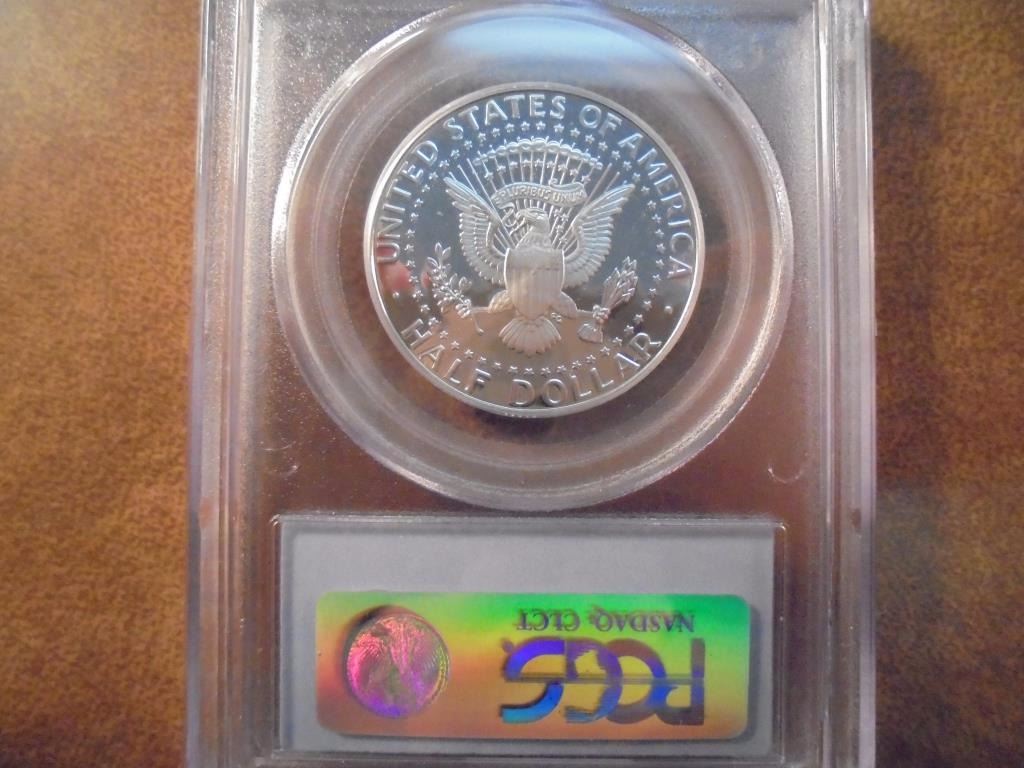 UNITED STATES OF AMERICA
E PLURIBUS UNUM
HALF DOLLAR
PCGS
NASDAQ: CLCT